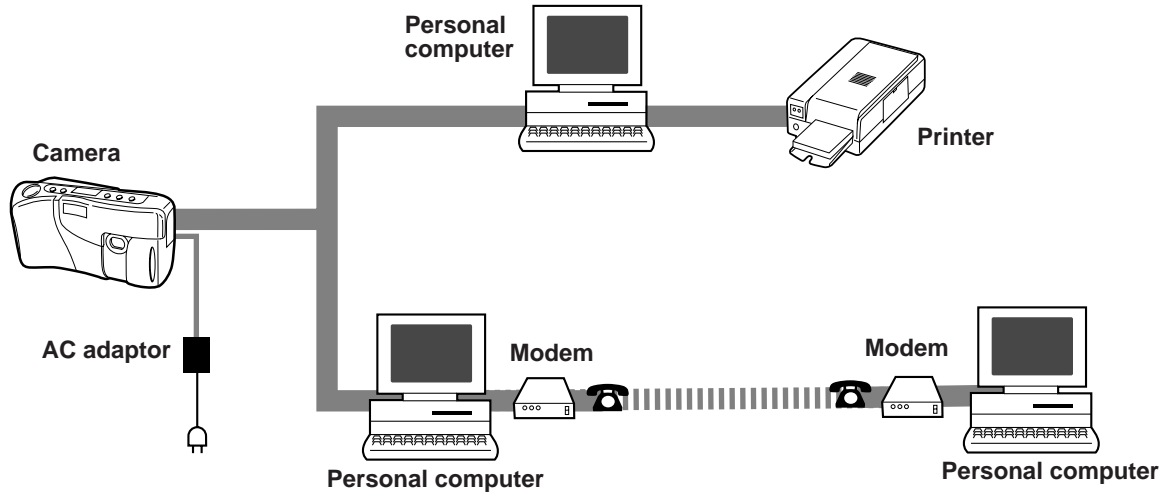 Personal
computer
Printer
Camera
AC adaptor
Modem
Modem
Personal computer
Personal computer